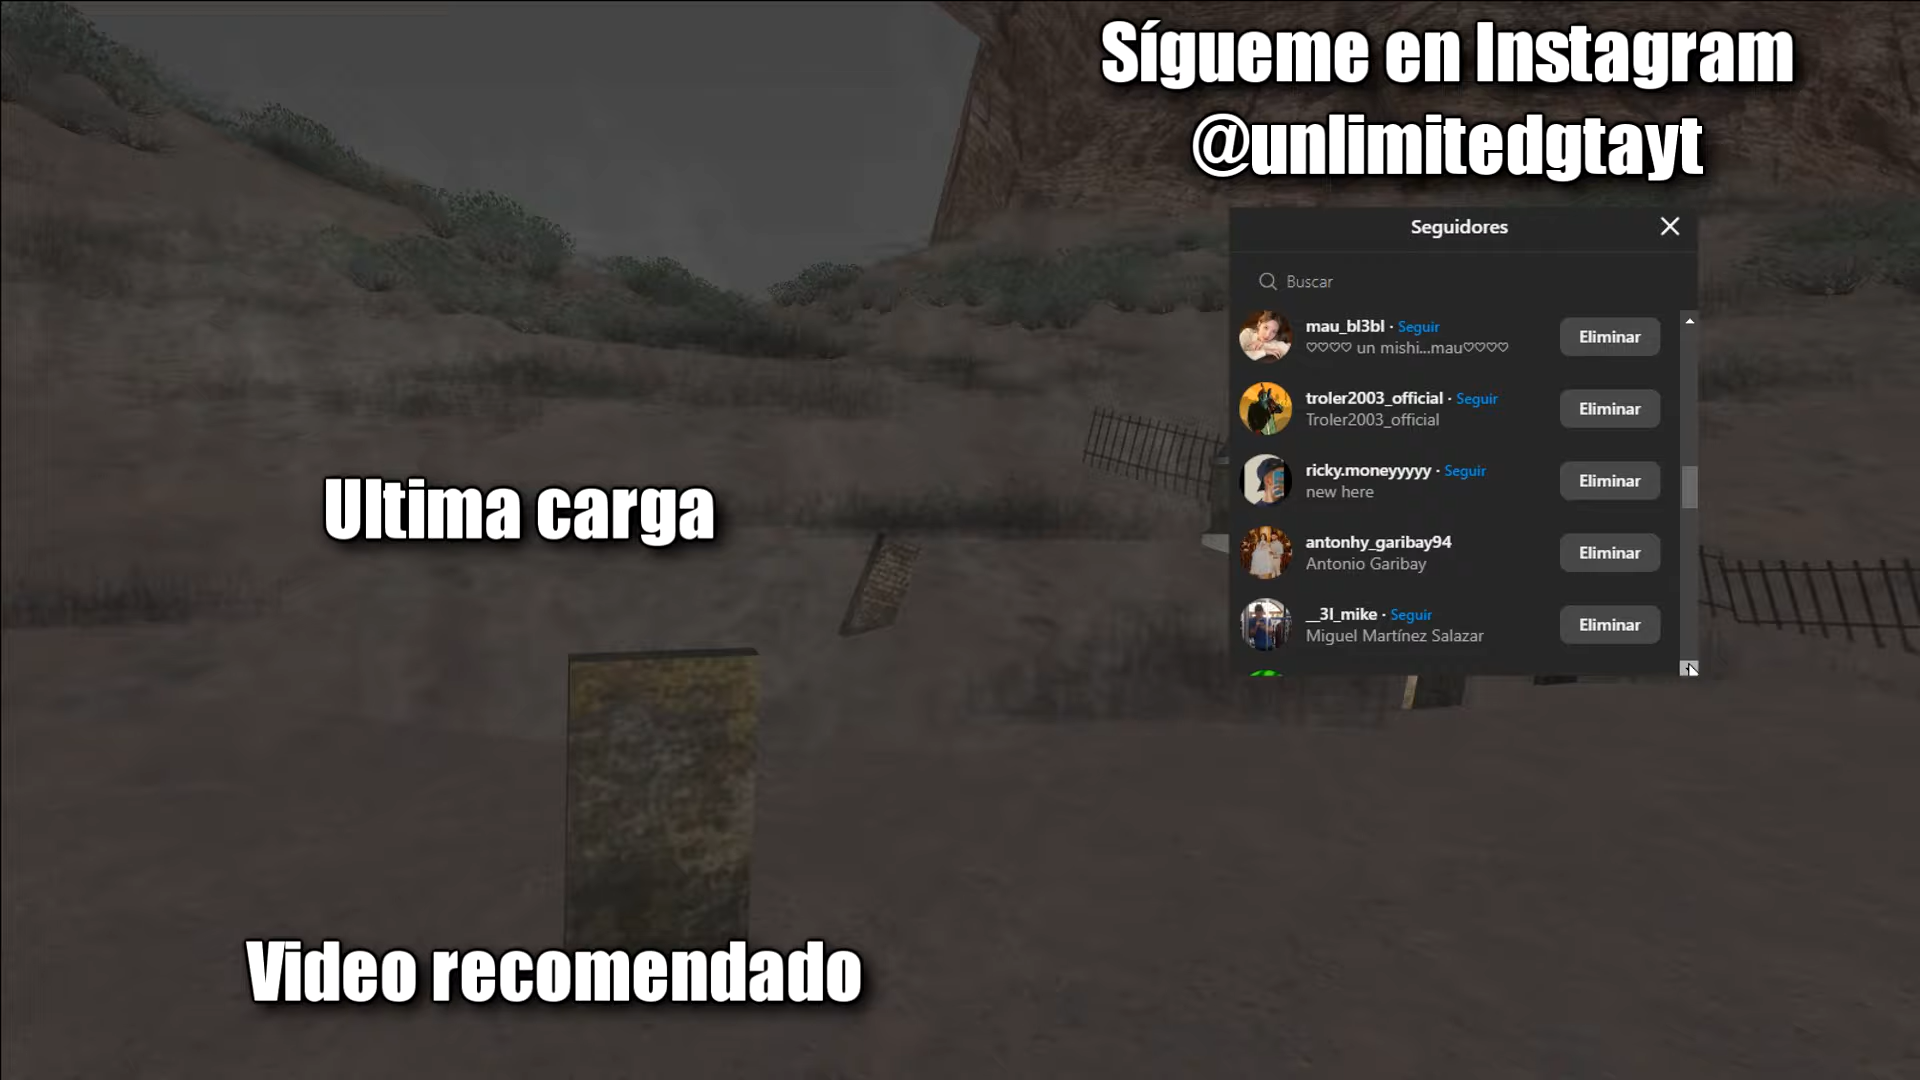 Sígueme en Instagram
@unlimitedgtayt
Seguidores
Buscar
mau_bl3bl · Seguir
♡♡♡♡ un mishi...mau♡♡♡♡
Eliminar
troler2003_official · Seguir
Troler2003_official
Eliminar
ricky.moneyyyyy · Seguir
new here
Eliminar
antonhy_garibay94
Antonio Garibay
Eliminar
__3l_mike · Seguir
Miguel Martínez Salazar
Eliminar
Ultima carga
Video recomendado